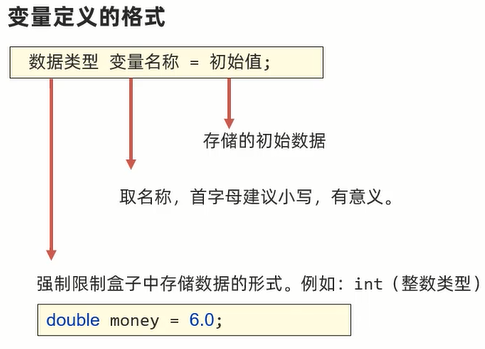 变量定义的格式
数据类型 变量名称 = 初始值;
存储的初始数据
取名称，首字母建议小写，有意义。
强制限制盒子中存储数据的形式。例如：int（整数类型）
double money = 6.0;